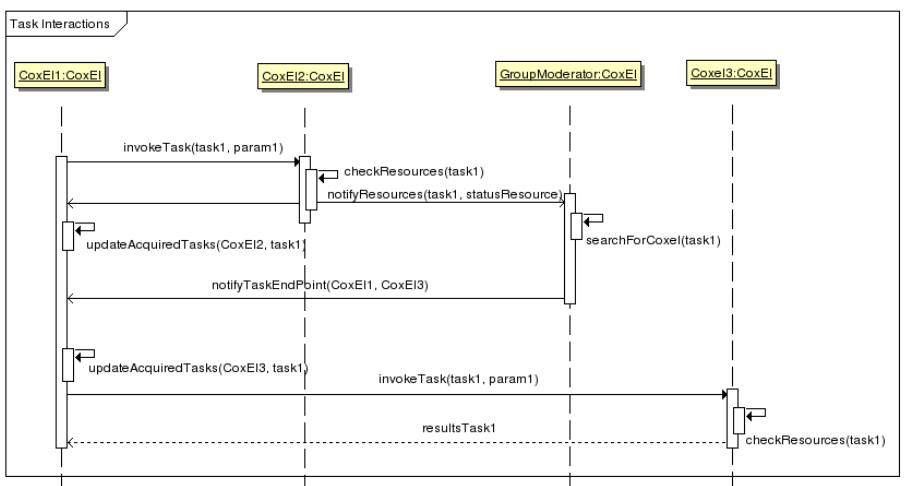 Task Interactions
CoxEl1:CoxEl
CoxEl2:CoxEl
GroupModerator:CoxEl
Coxel3:CoxEl
invokeTask(task1, param1)
checkResources(task1)
notifyResources(task1, statusResource)
searchForCoxel(task1)
updateAcquiredTasks(CoxEl2, task1)
notifyTaskEndPoint(CoxEl1, CoxEl3)
updateAcquiredTasks(CoxEl3, task1)
invokeTask(task1, param1)
resultsTask1
checkResources(task1)